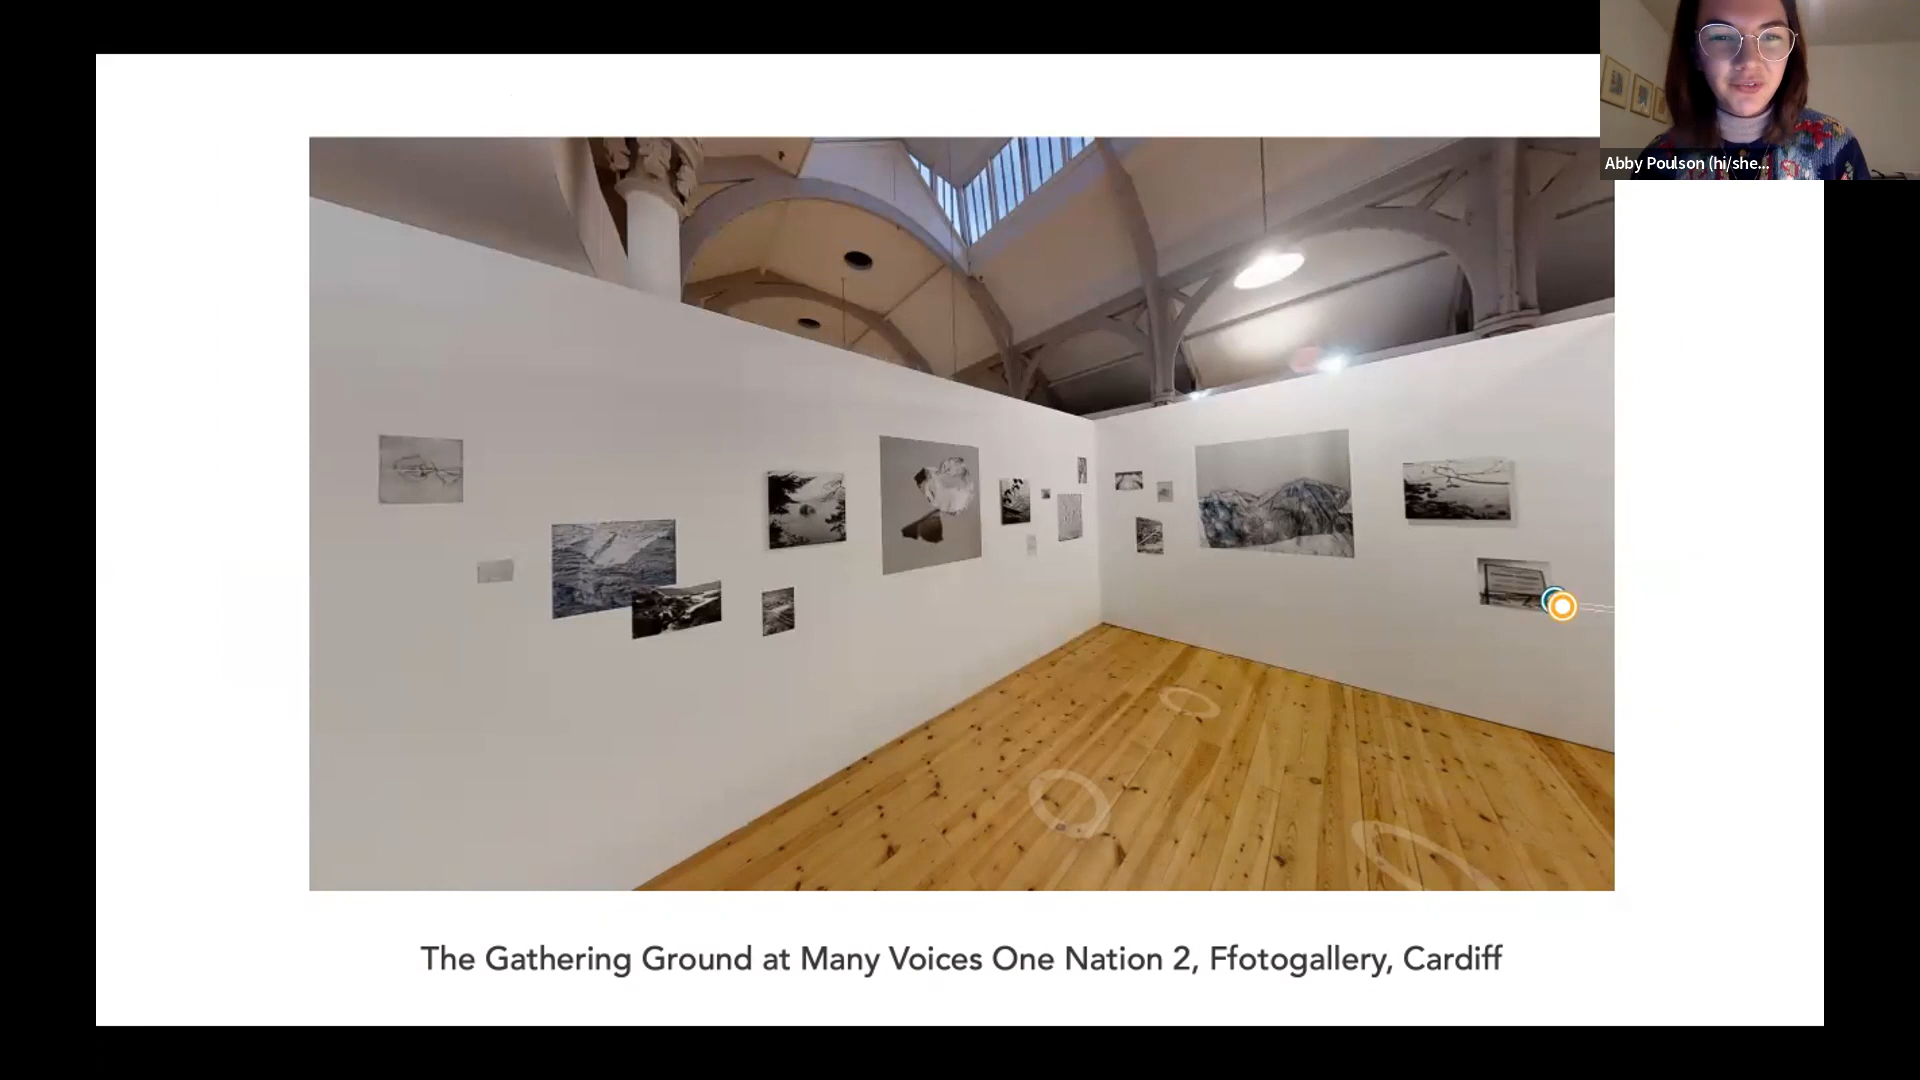 Abby Poulson (hi/she...
The Gathering Ground at Many Voices One Nation 2, Ffotogallery, Cardiff